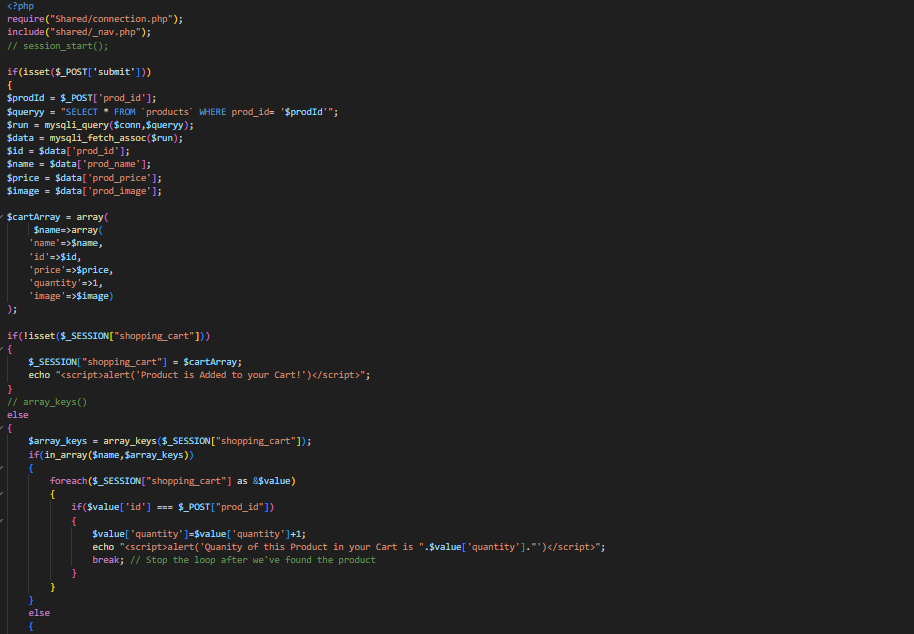 <?php
require("Shared/connection.php");
include("shared/_nav.php");
// session_start();
if(isset($_POST['submit']))
{
$prodId = $_POST['prod_id'];
$queryy = "SELECT * FROM `products` WHERE prod_id= '$prodId'";
$run = mysqli_query($conn,$queryy);
$data = mysqli_fetch_assoc($run);
$id = $data['prod_id'];
$name = $data['prod_name'];
$price = $data['prod_price'];
$image = $data['prod_image'];
$cartArray = array(
$name=>array(
'name'=>$name,
'id'=>$id,
'price'=>$price,
'quantity'=>1,
'image'=>$image)
);
if(!isset($_SESSION["shopping_cart"]))
{
$_SESSION["shopping_cart"] = $cartArray;
echo "<script>alert('Product is Added to your Cart!')</script>";
}
// array_keys()
else
{
$array_keys = array_keys($_SESSION["shopping_cart"]);
if(in_array($name,$array_keys))
{
foreach($_SESSION["shopping_cart"] as &$value)
{
if($value['id'] === $_POST["prod_id"])
{
$value['quantity']=$value['quantity']+1;
echo "<script>alert('Quanity of this Product in your Cart is ".$value['quantity']."')</script>";
break; // Stop the loop after we've found the product
}
}
}
else
{